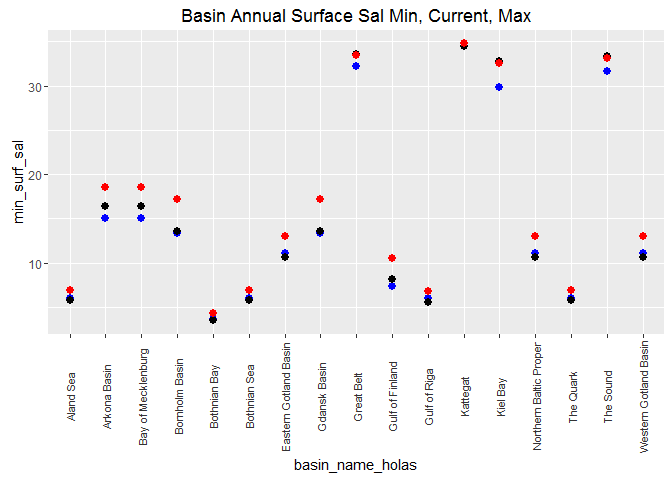 Basin Annual Surface Sal Min, Current, Max
min_surf_sal
30
20
10
Aland Sea
Arkona Basin
Bay of Mecklenburg
Bornholm Basin
Bothnian Bay
Bothnian Sea
Eastern Gotland Basin
Gdansk Basin
Great Belt
Gulf of Finland
Gulf of Riga
Kattegat
Kiel Bay
Northern Baltic Proper
The Quark
The Sound
Western Gotland Basin
basin_name_holas